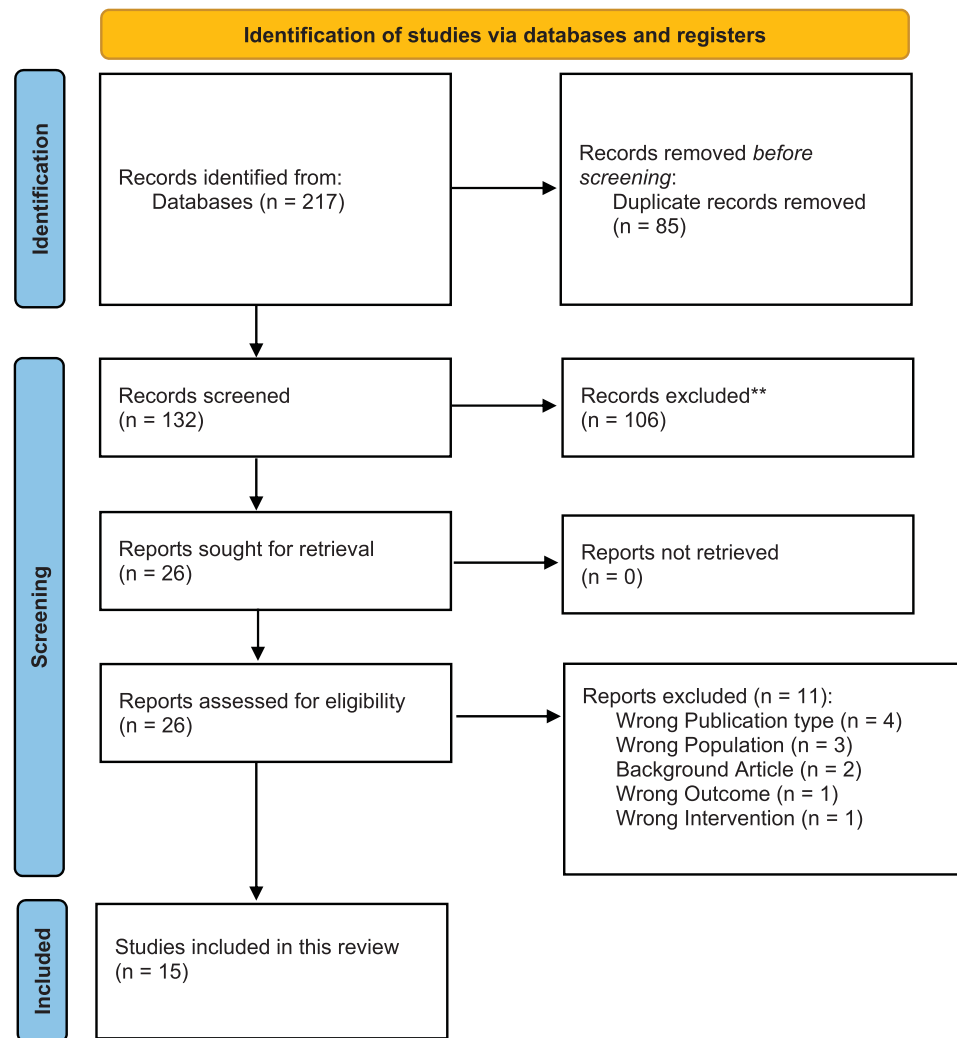 Identification of studies via databases and registers
Identification
Records identified from:
Databases (n = 217)
Records removed before
screening:
Duplicate records removed
(n = 85)
Screening
Records screened
(n = 132)
Records excluded**
(n = 106)
Reports sought for retrieval
(n = 26)
Reports not retrieved
(n = 0)
Reports assessed for eligibility
(n = 26)
Reports excluded (n = 11):
Wrong Publication type (n = 4)
Wrong Population (n = 3)
Background Article (n = 2)
Wrong Outcome (n = 1)
Wrong Intervention (n = 1)
Included
Studies included in this review
(n = 15)